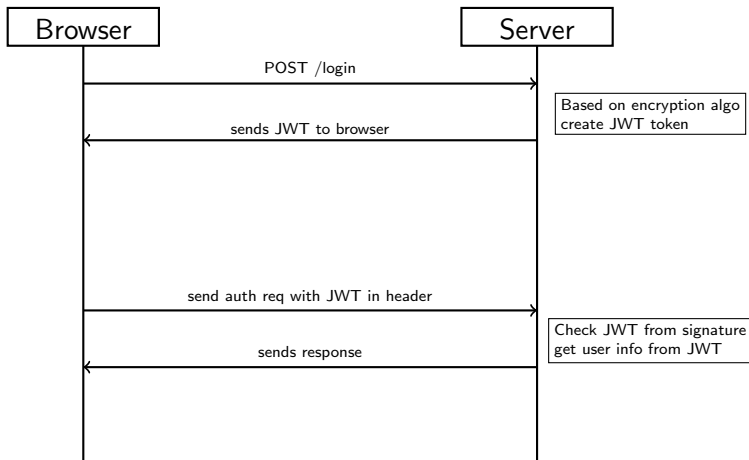 Browser
Server
POST /login
Based on encryption algo
create JWT token
sends JWT to browser
send auth req with JWT in header
Check JWT from signature
get user info from JWT
sends response